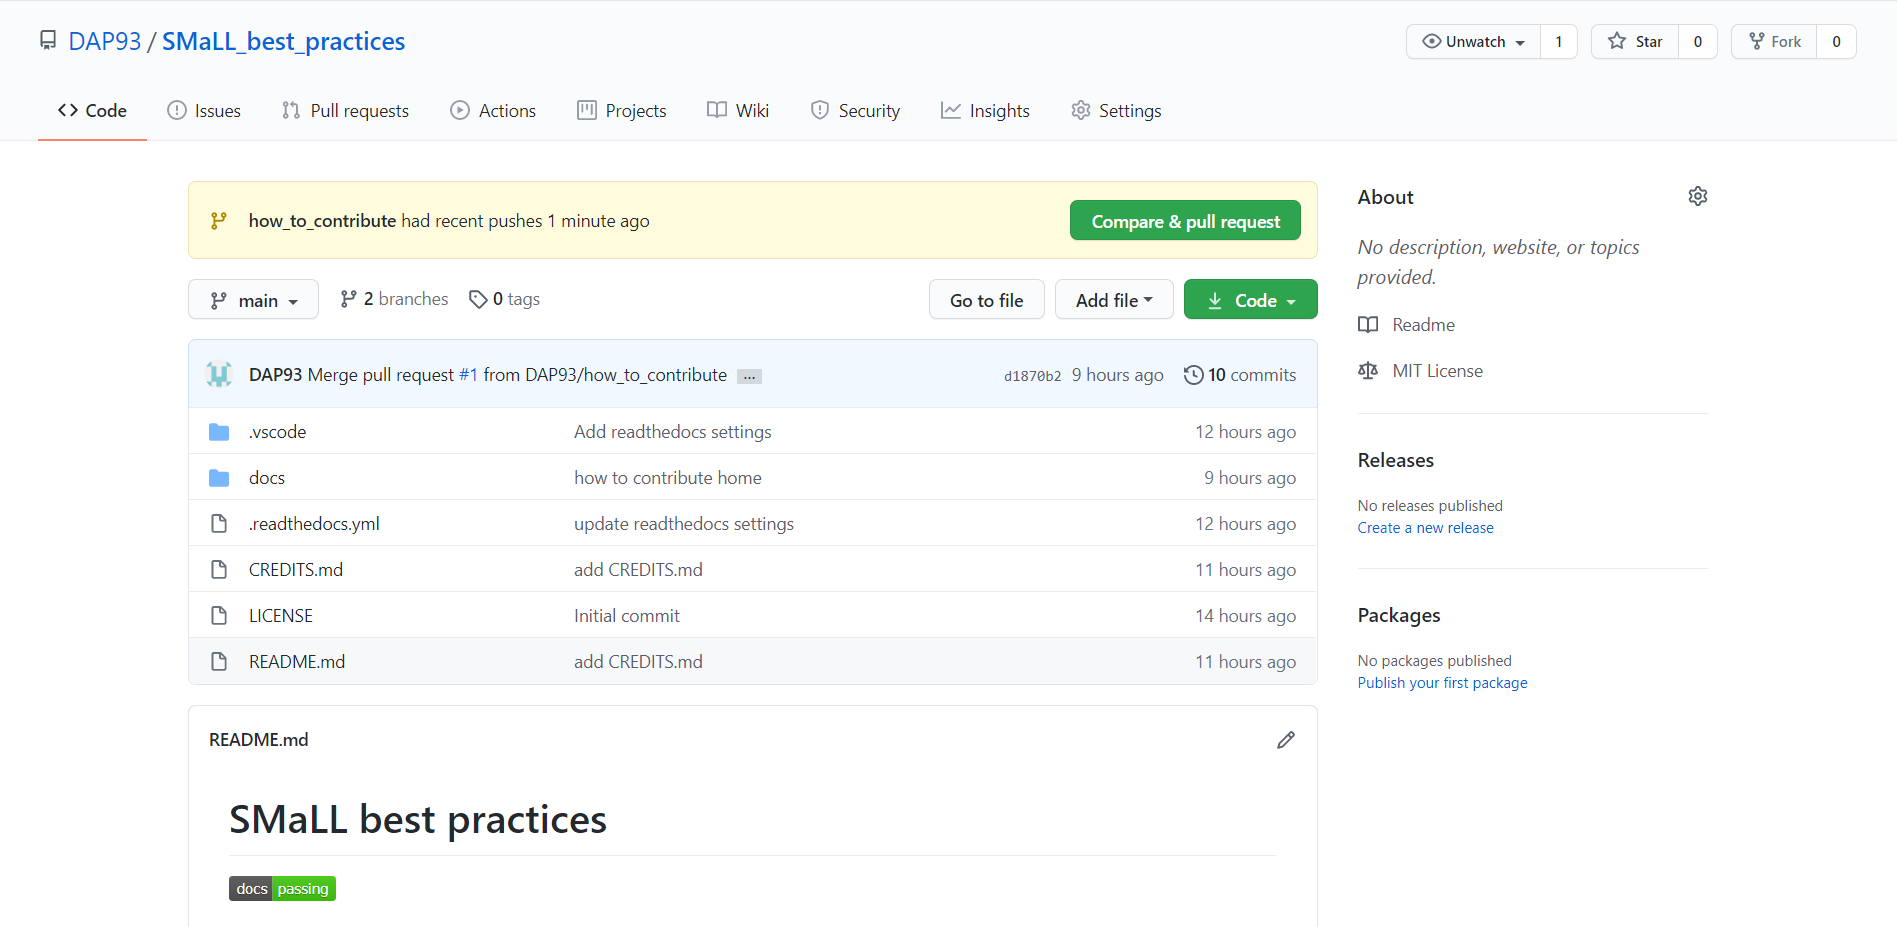 DAP93 / SMaLL_best_practices
Unwatch 1 Star 0 Fork 0
Code Issues Pull requests Actions Projects Wiki Security Insights Settings
how_to_contribute had recent pushes 1 minute ago Compare & pull request
main 2 branches 0 tags Go to file Add file Code
DAP93 Merge pull request #1 from DAP93/how_to_contribute ... d1870b2 9 hours ago 10 commits
.vscode Add readthedocs settings 12 hours ago
docs how to contribute home 9 hours ago
.readthedocs.yml update readthedocs settings 12 hours ago
CREDITS.md add CREDITS.md 11 hours ago
LICENSE Initial commit 14 hours ago
README.md add CREDITS.md 11 hours ago
README.md
SMaLL best practices
docs passing
About
No description, website, or topics
provided.
Readme
MIT License
Releases
No releases published
Create a new release
Packages
No packages published
Publish your first package